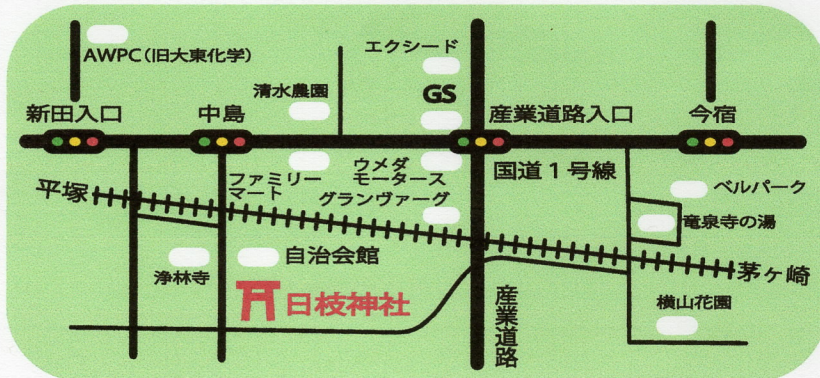 AWPC(旧大東化学)
エクシード
清水農園
GS
新田入口
中島
産業道路入口
今宿
国道1号線
ファミリー
マート
ウメダ
モータース
グランヴァーグ
平塚
ベルパーク
竜泉寺の湯
浄林寺
自治会館
茅ヶ崎
日枝神社
産業道路
横山花園